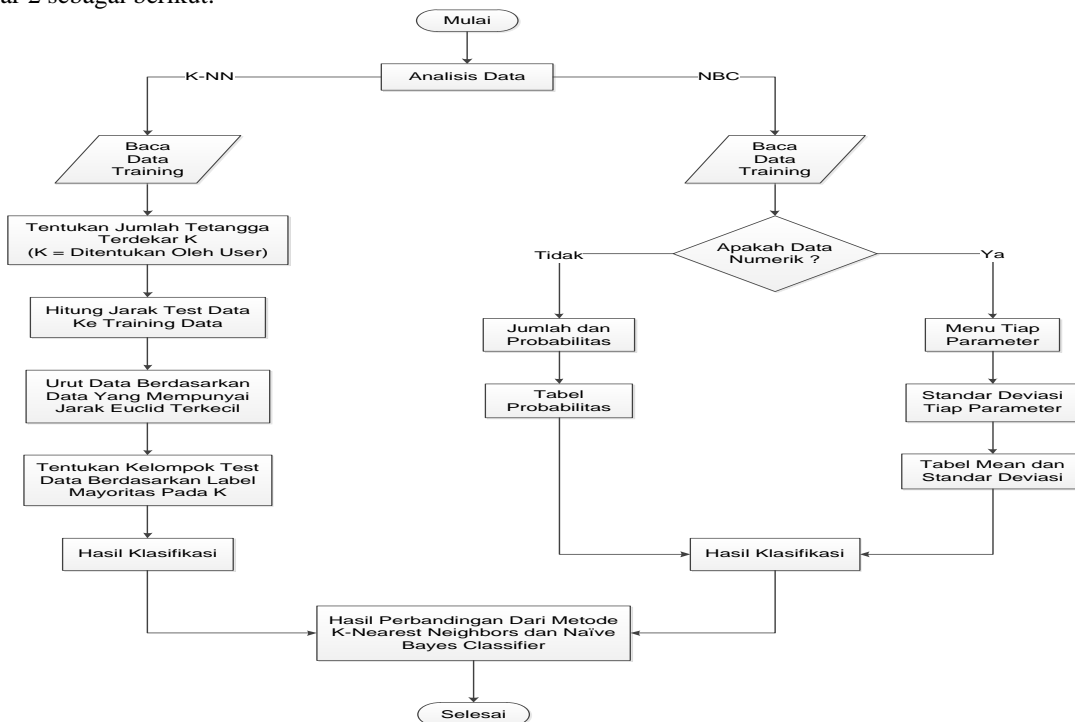 ar 2 sebagai berikut.
Mulai
Analisis Data
K-NN
NBC
Baca
Data
Training
Tentukan Jumlah Tetangga
Terdekar K
(K = Ditentukan Oleh User)
Hitung Jarak Test Data
Ke Training Data
Urut Data Berdasarkan
Data Yang Mempunyai
Jarak Euclid Terkecil
Tentukan Kelompok Test
Data Berdasarkan Label
Mayoritas Pada K
Hasil Klasifikasi
Baca
Data
Training
Apakah Data
Numerik ?
Tidak
Ya
Jumlah dan
Probabilitas
Tabel
Probabilitas
Menu Tiap
Parameter
Standar Deviasi
Tiap Parameter
Tabel Mean dan
Standar Deviasi
Hasil Klasifikasi
Hasil Perbandingan Dari Metode
K-Nearest Neighbors dan Naïve
Bayes Classifier
Selesai